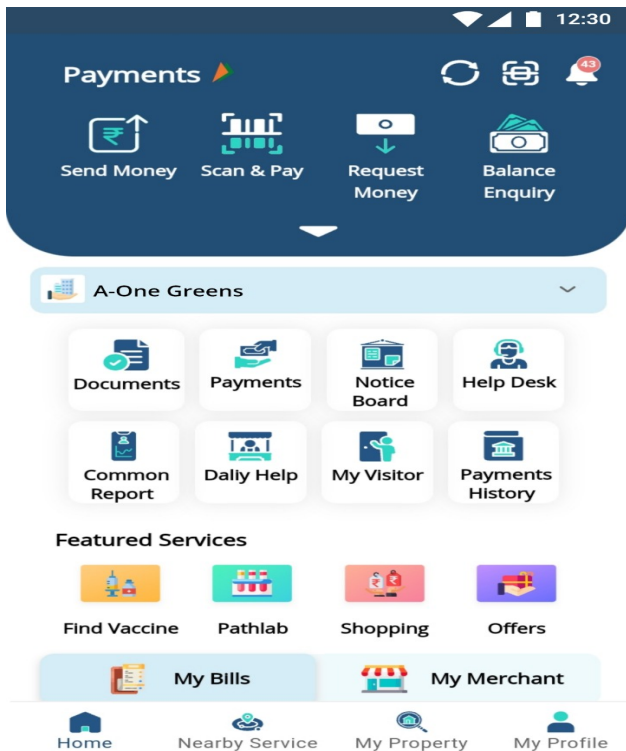 12:30
Payments
43
Send Money
Scan & Pay
Request
Money
Balance
Enquiry
A-One Greens
Documents
Payments
Notice
Board
Help Desk
Common
Report
Daliy Help
My Visitor
Payments
History
Featured Services
Find Vaccine
Pathlab
Shopping
Offers
My Bills
My Merchant
Home
Nearby Service
My Property
My Profile